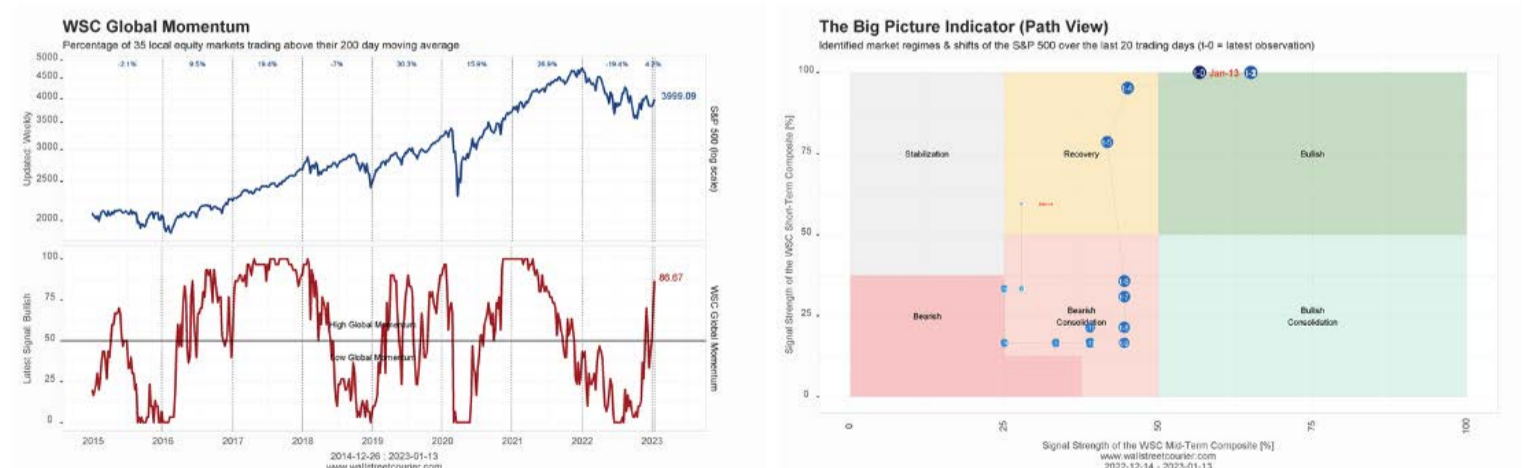 WSC Global Momentum
Percentage of 35 local equity markets trading above their 200 day moving average
5000
4500
4000
3500
3000
2500
2000
-2.1%
9.5%
19.4%
-7%
30.3%
15.9%
26.9%
-19.4%
4.2%
3999.09
Updated: Weekly
S&P 500 (log scale)
100
75
50
25
0
86.67
High Global Momentum
Low Global Momentum
Latest Signal: Bullish
WSC Global Momentum
2015
2016
2017
2018
2019
2020
2021
2022
2023
2014-12-26 : 2023-01-13
www.wallstreetcourier.com
The Big Picture Indicator (Path View)
Identified market regimes & shifts of the S&P 500 over the last 20 trading days (t-0 = latest observation)
100
75
50
25
0
Signal Strength of the WSC Short-Term Composite [%]
Jan-13
Stabilization
Recovery
Bullish
Bearish
Bearish
Consolidation
Bullish
Consolidation
0
25
50
75
100
Signal Strength of the WSC Mid-Term Composite [%]
www.wallstreetcourier.com
2022-12-14 - 2023-01-13